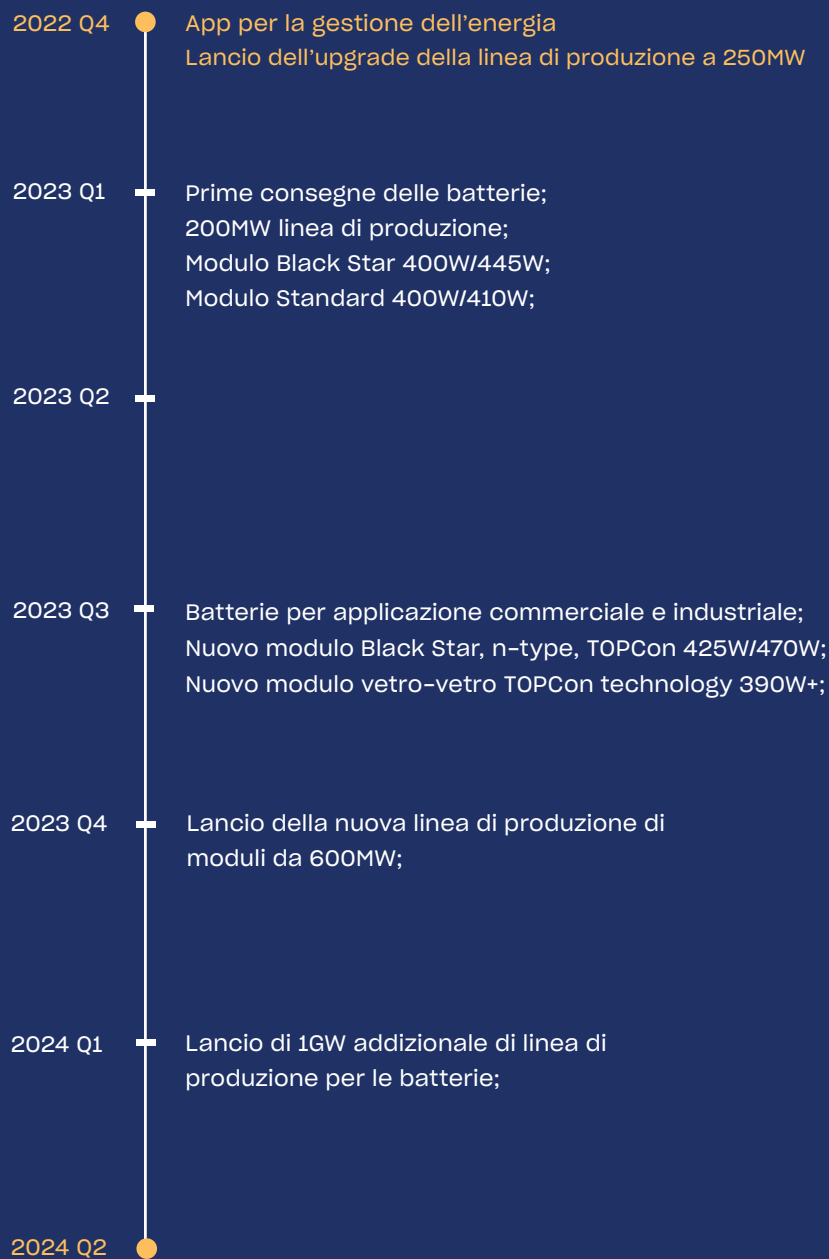 2022 Q4
App per la gestione dell’energia
Lancio dell’upgrade della linea di produzione a 250MW
2023 Q1
Prime consegne delle batterie;
200MW linea di produzione;
Modulo Black Star 400W/445W;
Modulo Standard 400W/410W;
2023 Q2
2023 Q3
Batterie per applicazione commerciale e industriale;
Nuovo modulo Black Star, n-type, TOPCon 425W/470W;
Nuovo modulo vetro-vetro TOPCon technology 390W+;
2023 Q4
Lancio della nuova linea di produzione di
moduli da 600MW;
2024 Q1
Lancio di 1GW addizionale di linea di
produzione per le batterie;
2024 Q2